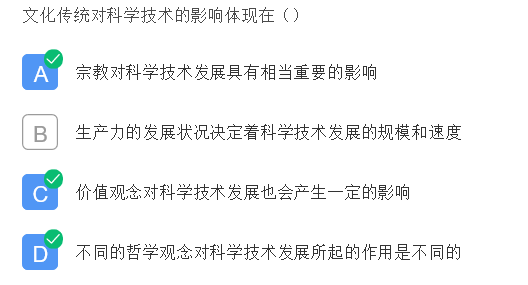 文化传统对科学技术的影响体现在（）
A 宗教对科学技术发展具有相当重要的影响
B 生产力的发展状况决定着科学技术发展的规模和速度
C 价值观念对科学技术发展也会产生一定的影响
D 不同的哲学观念对科学技术发展所起的作用是不同的